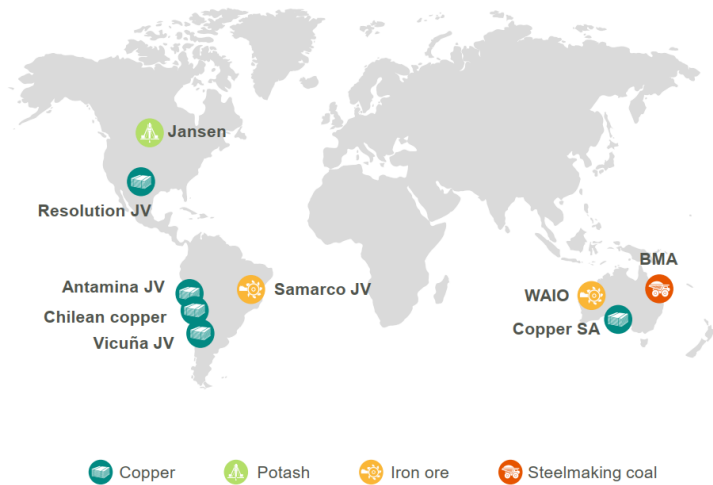 Jansen
Resolution JV
BMA
Antamina JV
Samarco JV
WAIO
Chilean copper
Copper SA
Vicuña JV
Copper
Potash
Iron ore
Steelmaking coal